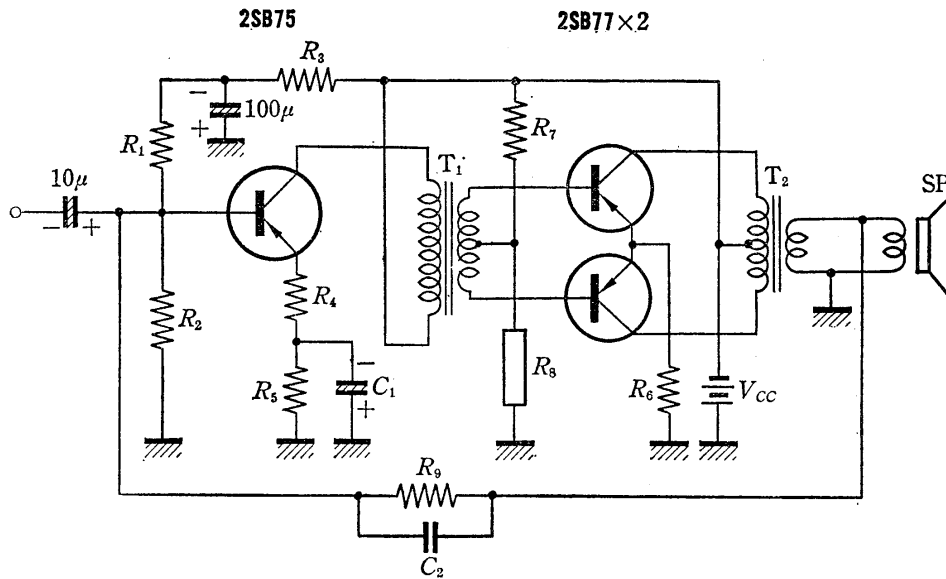 2SB75
2SB77×2
R₃
− 100μ +
R₁
R₇
T₁
T₂
SP
10μ
− +
R₂
R₄
R₅
− C₁ +
R₈
R₆
V_CC
R₉
C₂